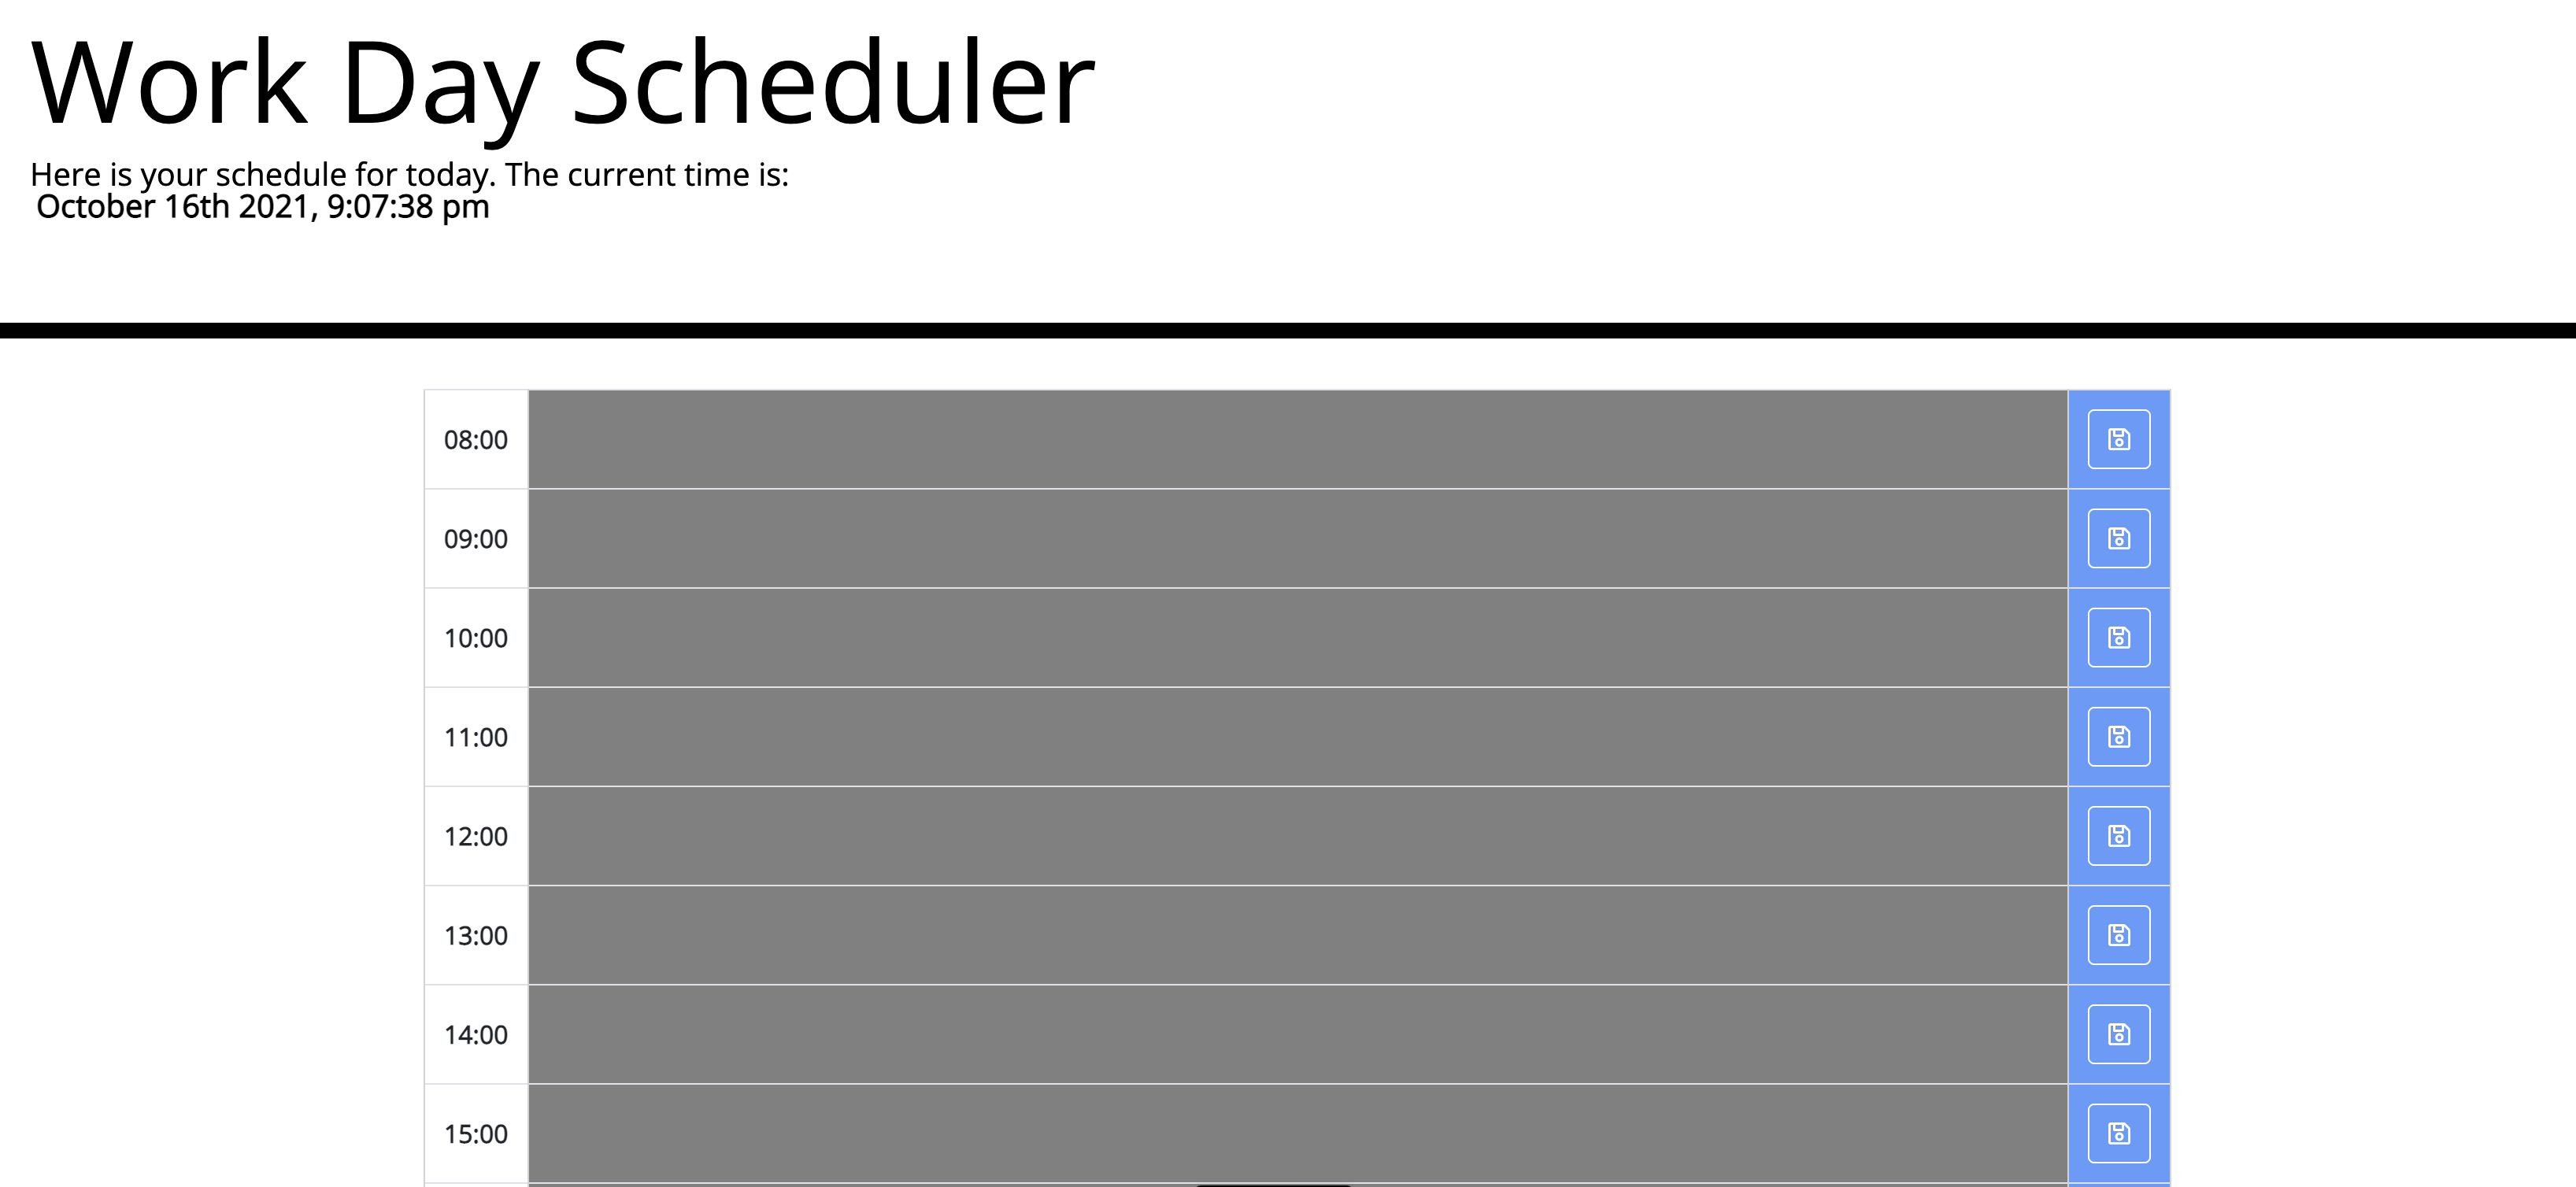 Work Day Scheduler
Here is your schedule for today. The current time is:
October 16th 2021, 9:07:38 pm
08:00
09:00
10:00
11:00
12:00
13:00
14:00
15:00